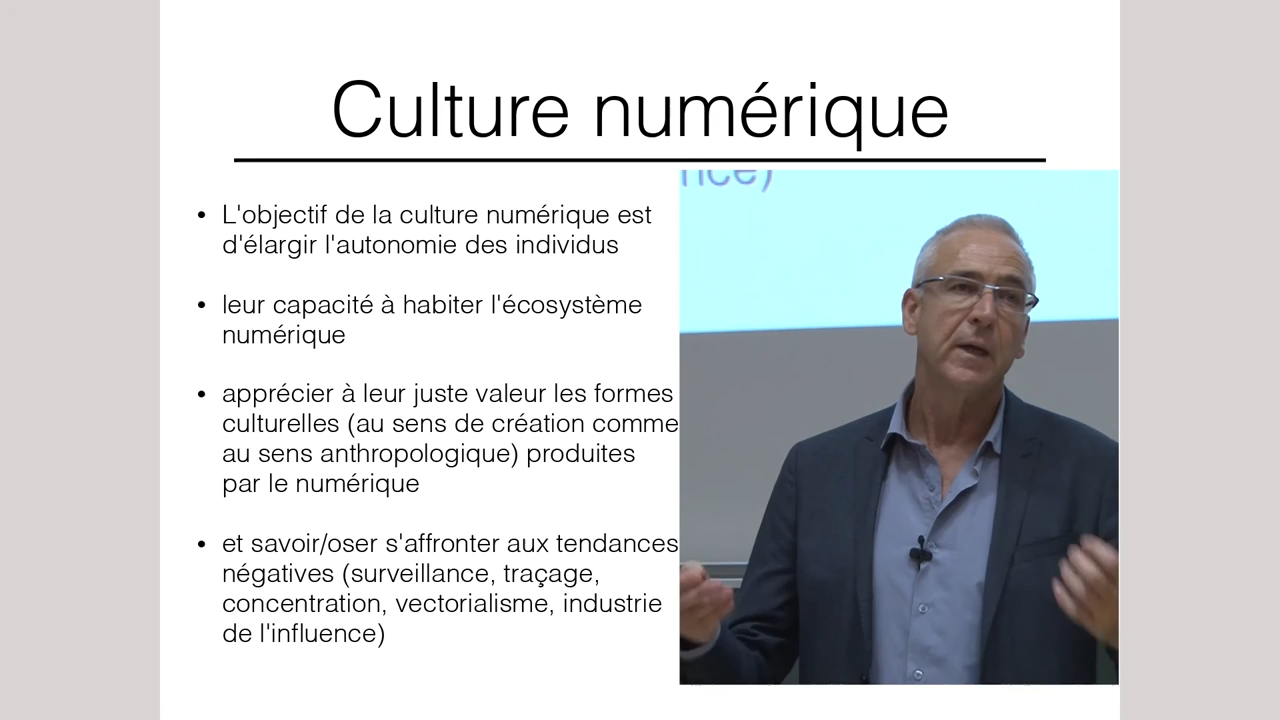 Culture numérique
• L'objectif de la culture numérique est
d'élargir l'autonomie des individus
• leur capacité à habiter l'écosystème
numérique
• apprécier à leur juste valeur les formes
culturelles (au sens de création comme
au sens anthropologique) produites
par le numérique
• et savoir/oser s'affronter aux tendances
négatives (surveillance, traçage,
concentration, vectorialisme, industrie
de l'influence)
nce)